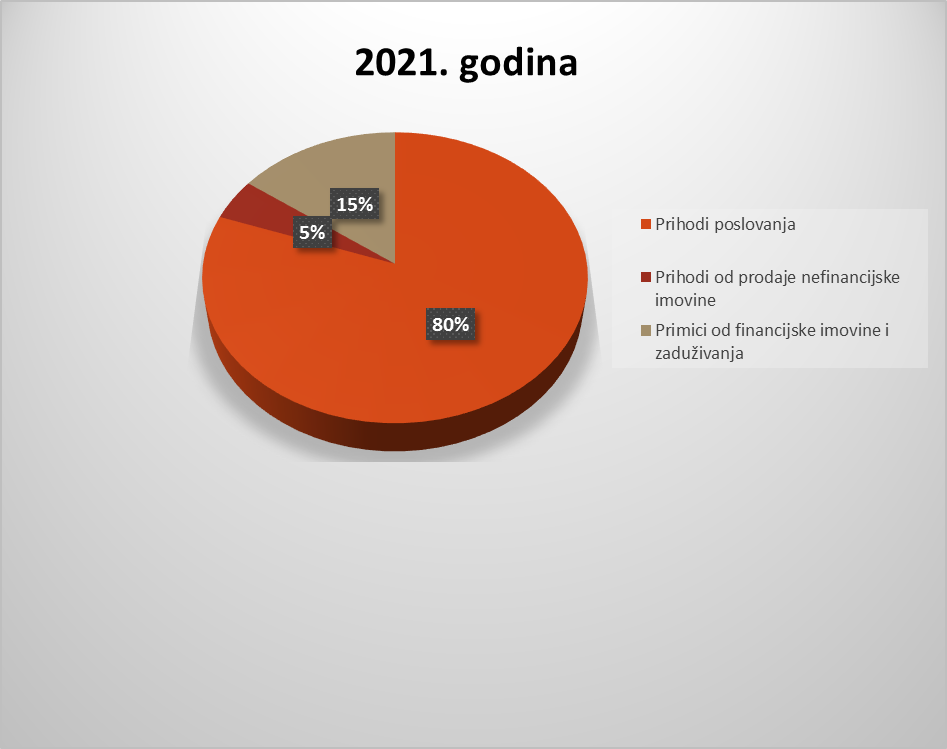 2021. godina
15%
5%
80%
Prihodi poslovanja
Prihodi od prodaje nefinancijske
imovine
Primici od financijske imovine i
zaduživanja